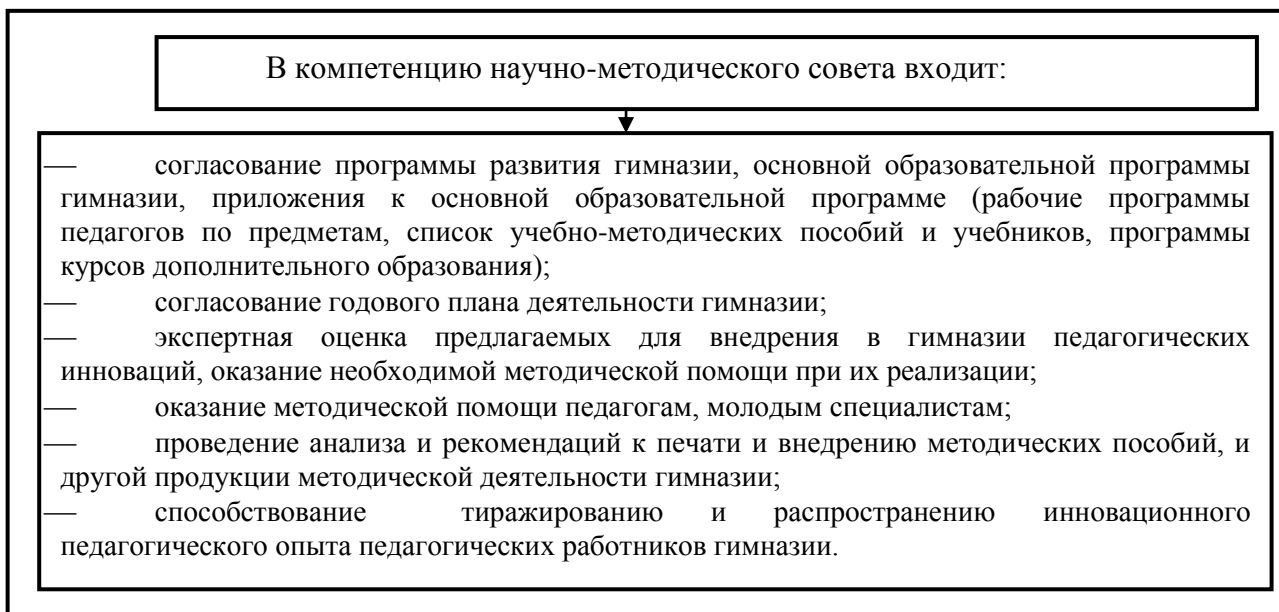 В компетенцию научно-методического совета входит:
— согласование программы развития гимназии, основной образовательной программы
гимназии, приложения к основной образовательной программе (рабочие программы
педагогов по предметам, список учебно-методических пособий и учебников, программы
курсов дополнительного образования);
— согласование годового плана деятельности гимназии;
— экспертная оценка предлагаемых для внедрения в гимназии педагогических
инноваций, оказание необходимой методической помощи при их реализации;
— оказание методической помощи педагогам, молодым специалистам;
— проведение анализа и рекомендаций к печати и внедрению методических пособий, и
другой продукции методической деятельности гимназии;
— способствование тиражированию и распространению инновационного
педагогического опыта педагогических работников гимназии.